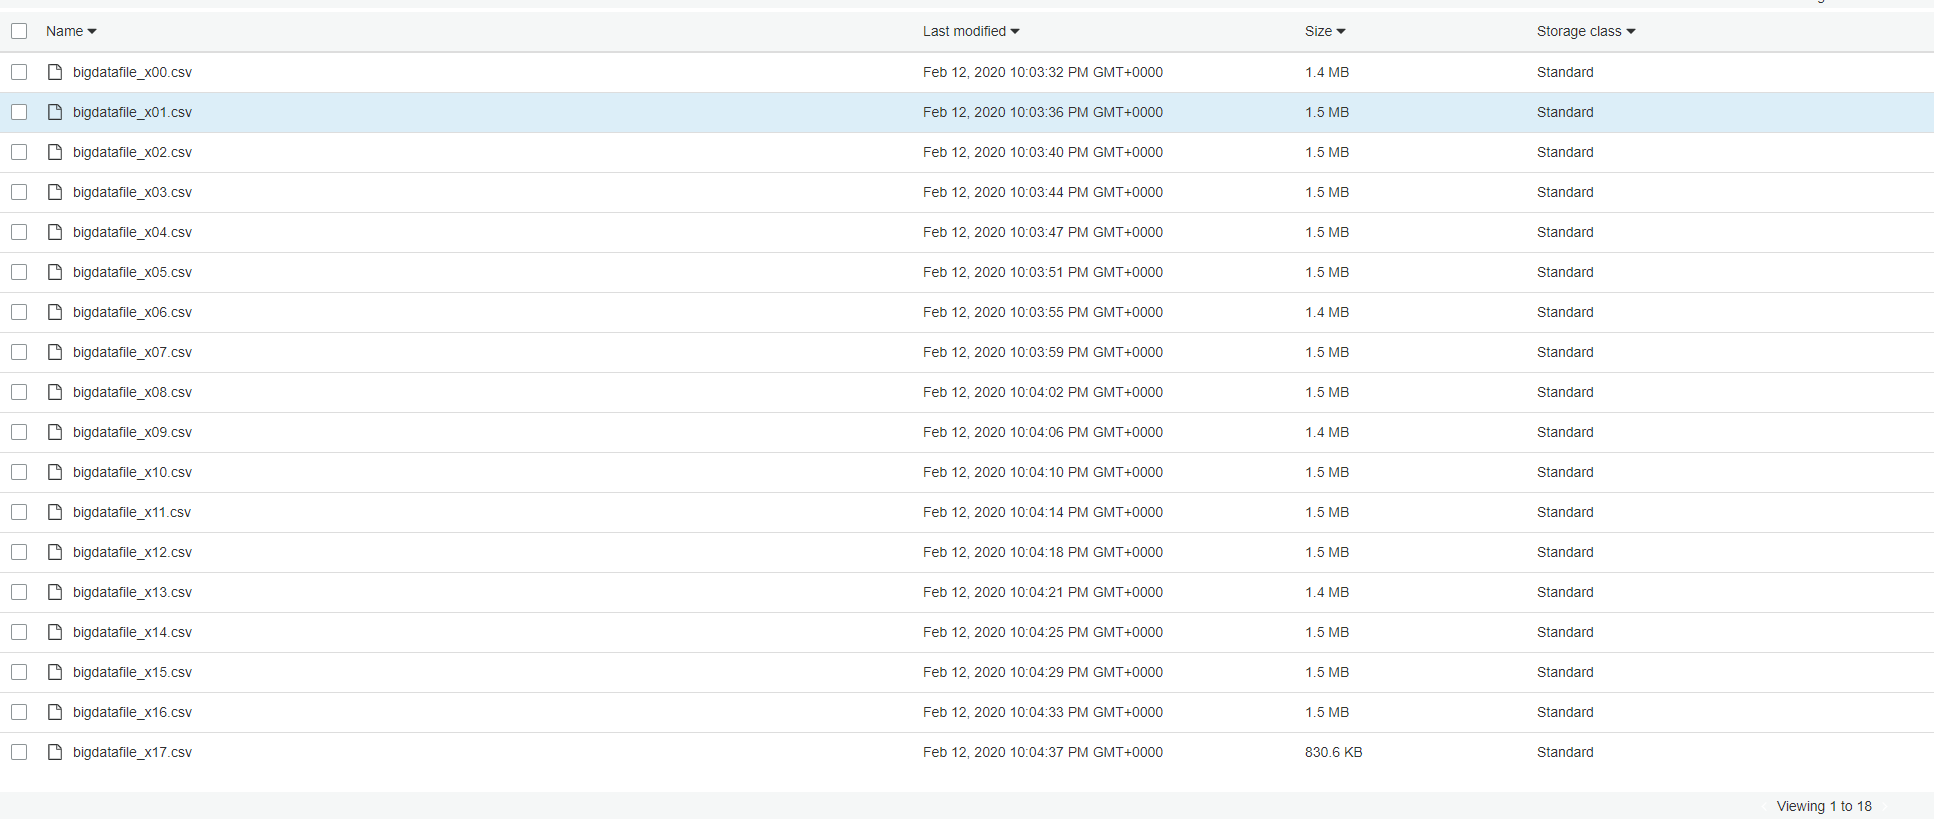 Name Last modified Size Storage class
bigdatafile_x00.csv Feb 12, 2020 10:03:32 PM GMT+0000 1.4 MB Standard
bigdatafile_x01.csv Feb 12, 2020 10:03:36 PM GMT+0000 1.5 MB Standard
bigdatafile_x02.csv Feb 12, 2020 10:03:40 PM GMT+0000 1.5 MB Standard
bigdatafile_x03.csv Feb 12, 2020 10:03:44 PM GMT+0000 1.5 MB Standard
bigdatafile_x04.csv Feb 12, 2020 10:03:47 PM GMT+0000 1.5 MB Standard
bigdatafile_x05.csv Feb 12, 2020 10:03:51 PM GMT+0000 1.5 MB Standard
bigdatafile_x06.csv Feb 12, 2020 10:03:55 PM GMT+0000 1.4 MB Standard
bigdatafile_x07.csv Feb 12, 2020 10:03:59 PM GMT+0000 1.5 MB Standard
bigdatafile_x08.csv Feb 12, 2020 10:04:02 PM GMT+0000 1.5 MB Standard
bigdatafile_x09.csv Feb 12, 2020 10:04:06 PM GMT+0000 1.4 MB Standard
bigdatafile_x10.csv Feb 12, 2020 10:04:10 PM GMT+0000 1.5 MB Standard
bigdatafile_x11.csv Feb 12, 2020 10:04:14 PM GMT+0000 1.5 MB Standard
bigdatafile_x12.csv Feb 12, 2020 10:04:18 PM GMT+0000 1.5 MB Standard
bigdatafile_x13.csv Feb 12, 2020 10:04:21 PM GMT+0000 1.4 MB Standard
bigdatafile_x14.csv Feb 12, 2020 10:04:25 PM GMT+0000 1.5 MB Standard
bigdatafile_x15.csv Feb 12, 2020 10:04:29 PM GMT+0000 1.5 MB Standard
bigdatafile_x16.csv Feb 12, 2020 10:04:33 PM GMT+0000 1.5 MB Standard
bigdatafile_x17.csv Feb 12, 2020 10:04:37 PM GMT+0000 830.6 KB Standard
Viewing 1 to 18